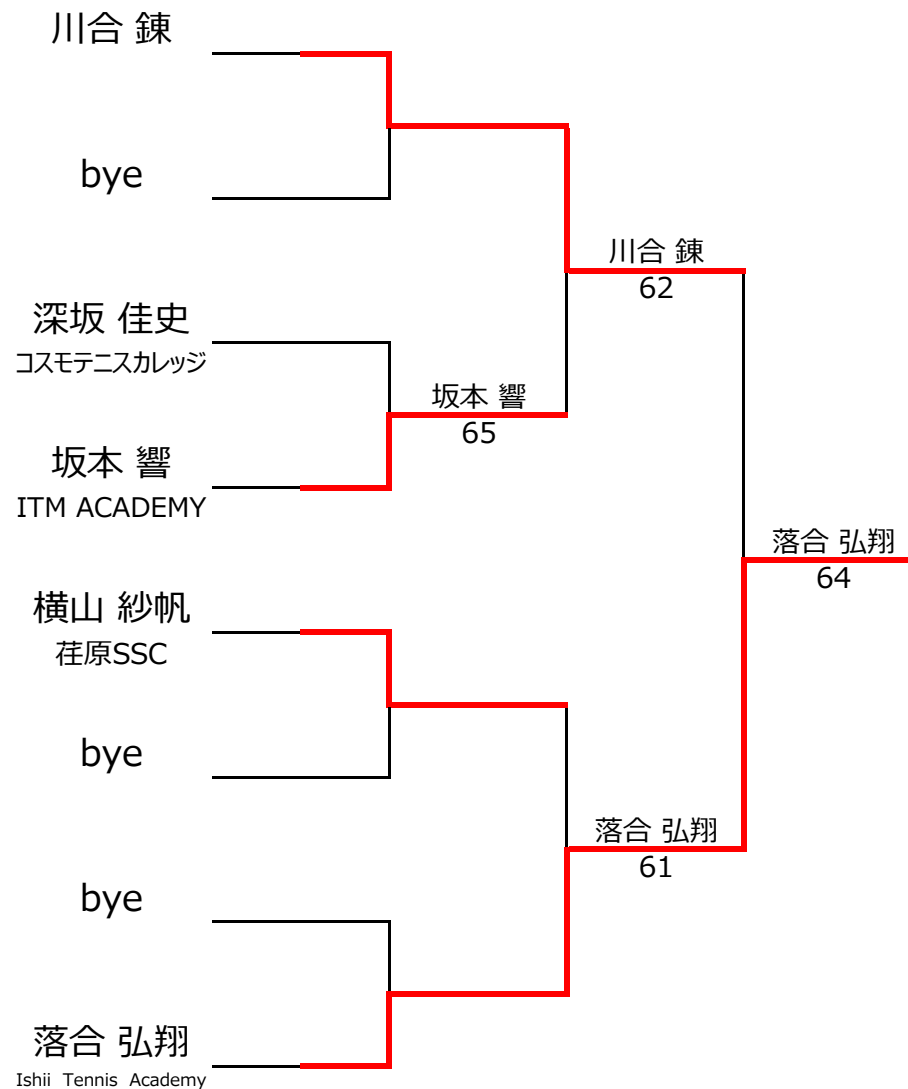 川合 錬
bye
深坂 佳史
コスモテニスカレッジ
坂本 響
ITM ACADEMY
横山 紗帆
荏原SSC
bye
bye
落合 弘翔
Ishii Tennis Academy
坂本 響
65
川合 錬
62
落合 弘翔
61
落合 弘翔
64